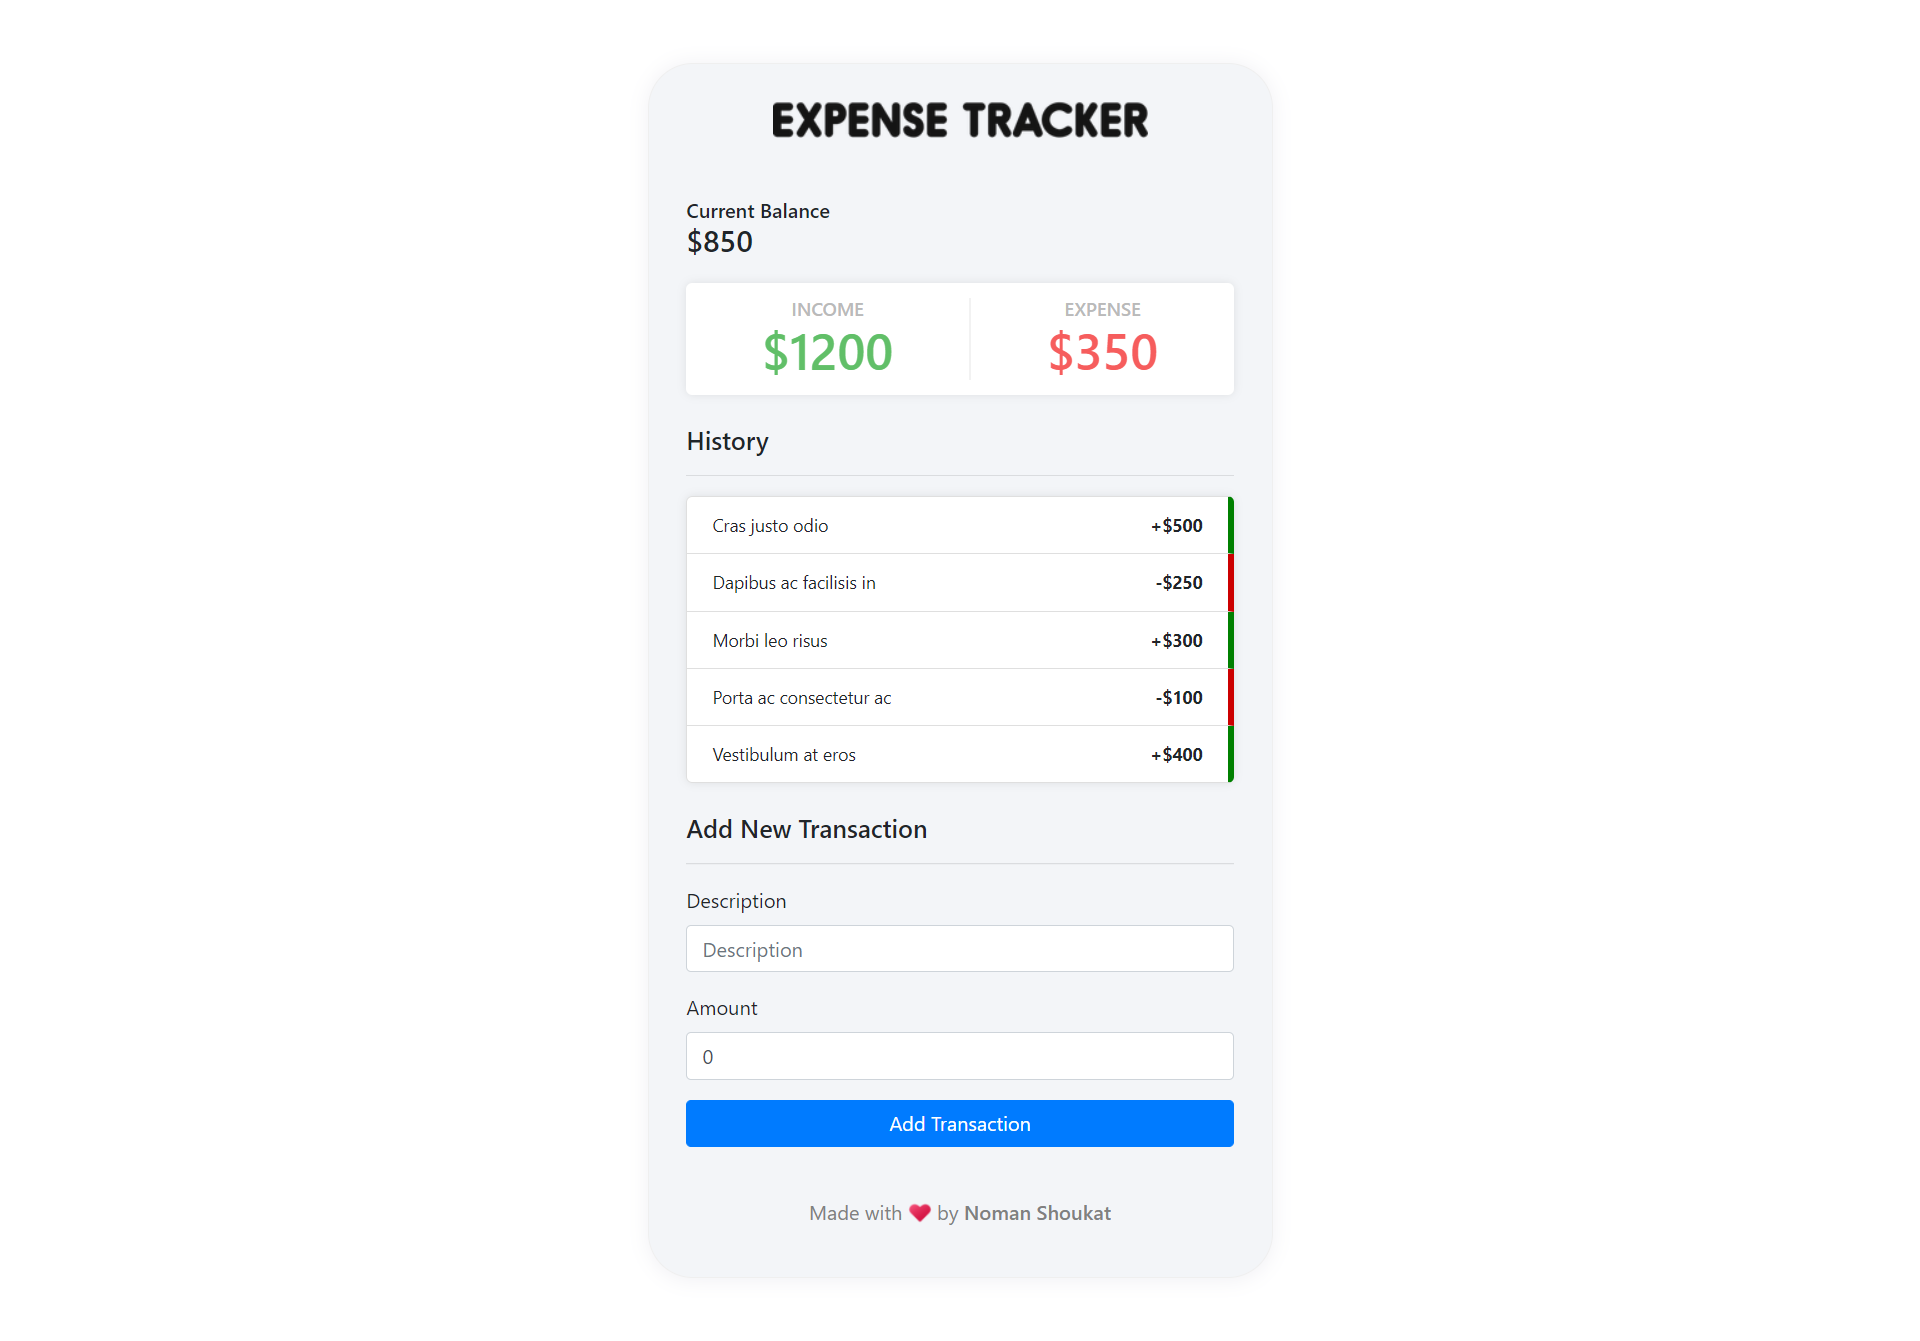 EXPENSE TRACKER
Current Balance
$850
INCOME EXPENSE
$1200 $350
History
Cras justo odio +$500
Dapibus ac facilisis in -$250
Morbi leo risus +$300
Porta ac consectetur ac -$100
Vestibulum at eros +$400
Add New Transaction
Description
Description
Amount
0
Add Transaction
Made with ❤️ by Noman Shoukat